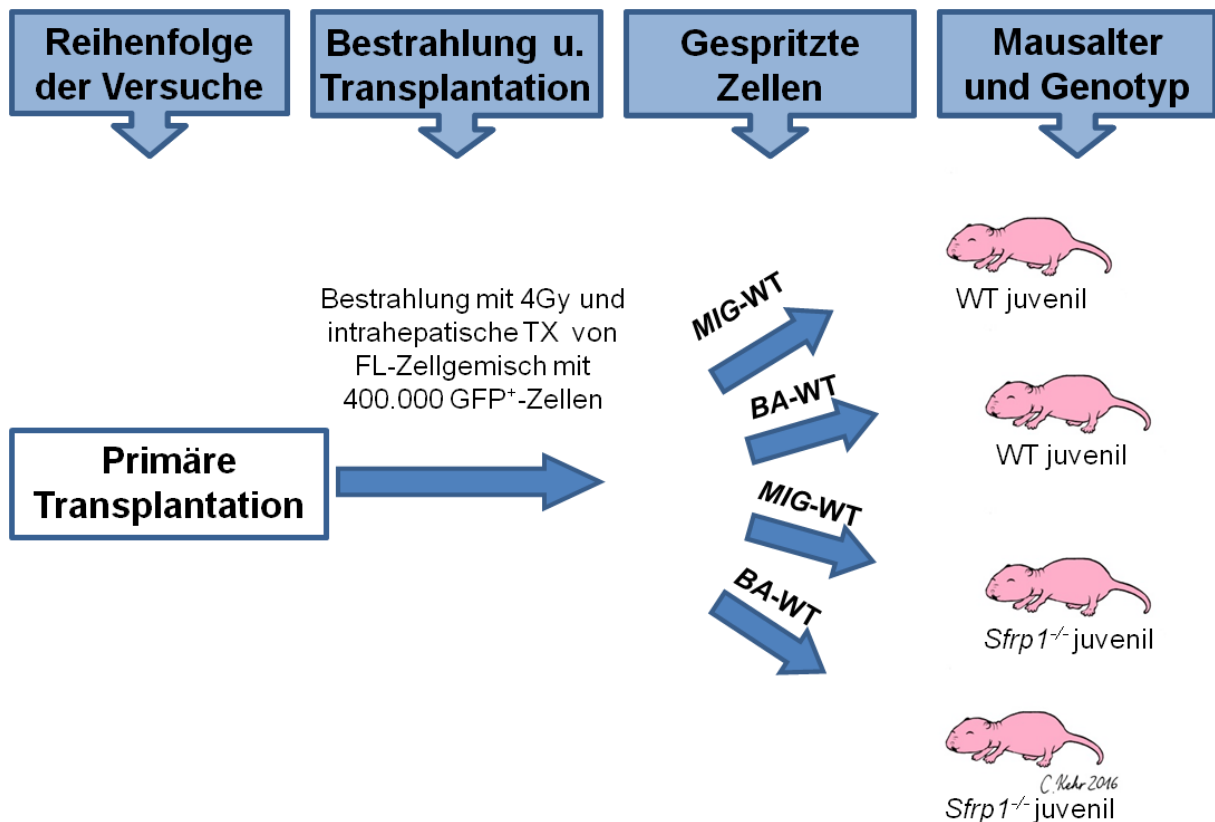 Reihenfolge
der Versuche
Bestrahlung u.
Transplantation
Gespritzte
Zellen
Mausalter
und Genotyp
Primäre
Transplantation
Bestrahlung mit 4Gy und
intrahepatische TX von
FL-Zellgemisch mit
400.000 GFP⁺-Zellen
MIG-WT
BA-WT
MIG-WT
BA-WT
WT juvenil
WT juvenil
Sfrp1⁻/⁻ juvenil
C. Kehr 2016
Sfrp1⁻/⁻ juvenil